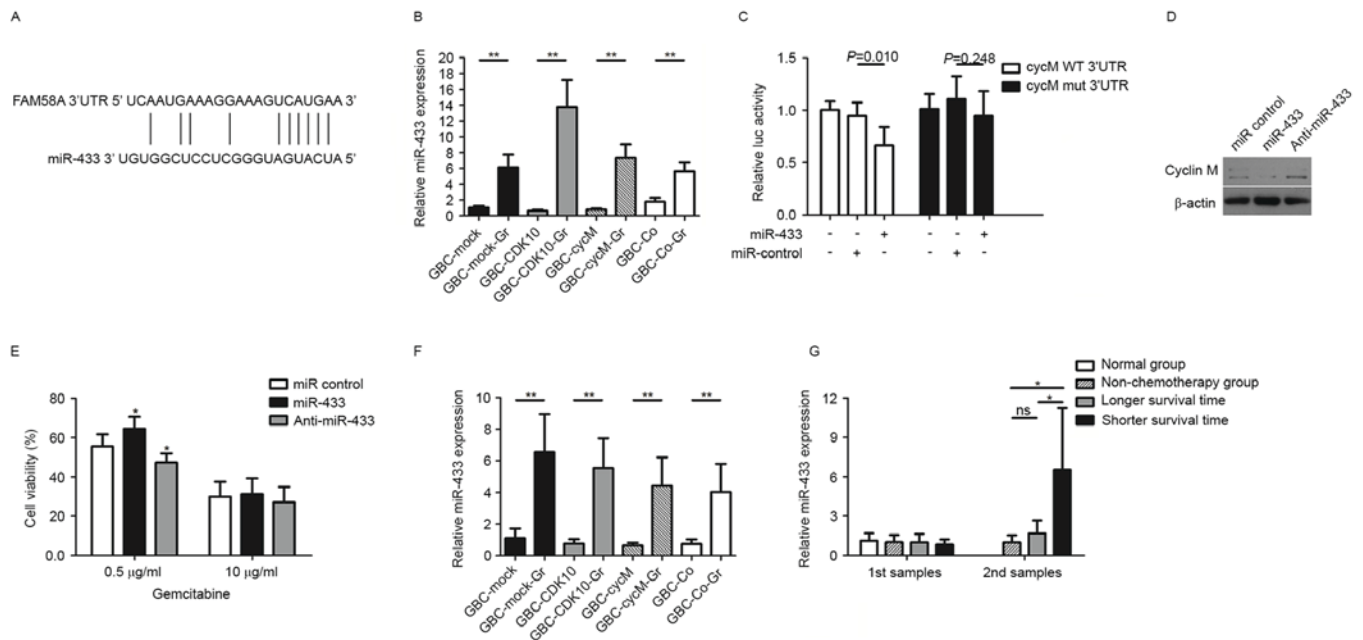 A
FAM58A 3'UTR 5' UCAAUGAAAGGAAAGUCAUGAA 3'
miR-433 3' UGUGGCUCCUCGGGUAGUACUA 5'
B
Relative miR-433 expression
20
18
16
14
12
10
8
6
4
2
0
** ** ** **
GBC-mock
GBC-mock-Gr
GBC-CDK10
GBC-CDK10-Gr
GBC-cycM
GBC-cycM-Gr
GBC-Co
GBC-Co-Gr
C
Relative luc activity
1.5
1.0
0.5
0.0
P=0.010
P=0.248
cycM WT 3'UTR
cycM mut 3'UTR
miR-433 - - + - - +
miR-control - + - - + -
D
miR control
miR-433
Anti-miR-433
Cyclin M
β-actin
E
Cell viability (%)
80
60
40
20
0.0
* *
miR control
miR-433
Anti-miR-433
0.5 μg/ml 10 μg/ml
Gemcitabine
F
Relative miR-433 expression
10
8
6
4
2
0
** ** ** **
GBC-mock
GBC-mock-Gr
GBC-CDK10
GBC-CDK10-Gr
GBC-cycM
GBC-cycM-Gr
GBC-Co
GBC-Co-Gr
G
Relative miR-433 expression
15
12
9
6
3
0
Normal group
Non-chemotherapy group
Longer survival time
Shorter survival time
*
ns *
1st samples 2nd samples